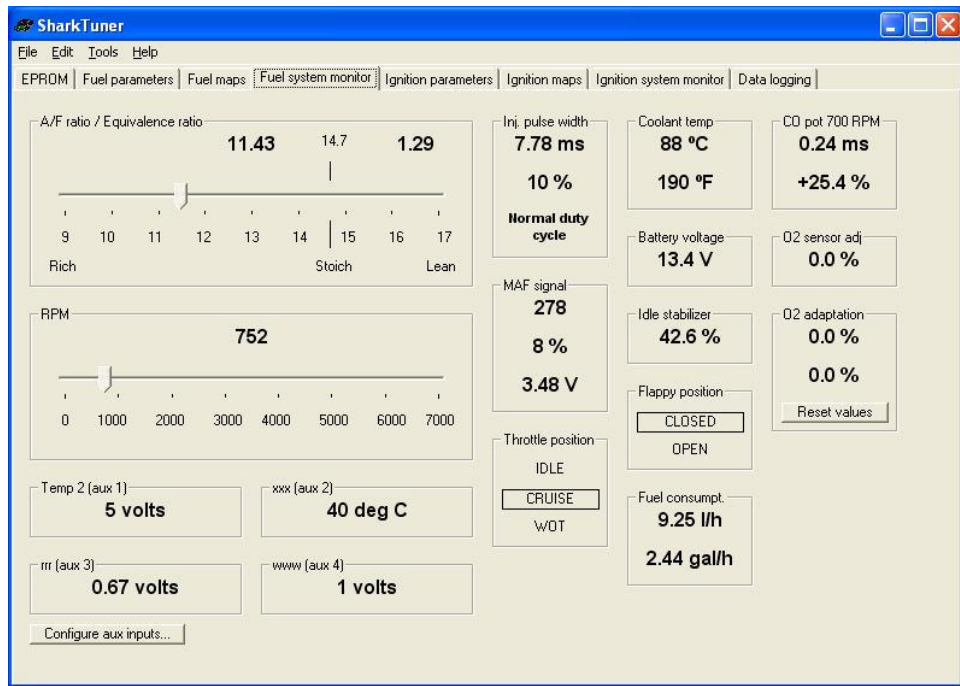 SharkTuner
File Edit Tools Help
EPROM Fuel parameters Fuel maps Fuel system monitor Ignition parameters Ignition maps Ignition system monitor Data logging
A/F ratio / Equivalence ratio
11.43 14.7 1.29
9 10 11 12 13 14 15 16 17
Rich Stoich Lean
RPM
752
0 1000 2000 3000 4000 5000 6000 7000
Temp 2 (aux 1)
5 volts
xxx (aux 2)
40 deg C
rrr (aux 3)
0.67 volts
www (aux 4)
1 volts
Configure aux inputs...
Inj. pulse width
7.78 ms
10 %
Normal duty
cycle
MAF signal
278
8 %
3.48 V
Throttle position
IDLE
CRUISE
WOT
Coolant temp
88 ºC
190 ºF
Battery voltage
13.4 V
Idle stabilizer
42.6 %
Flappy position
CLOSED
OPEN
Fuel consumpt.
9.25 l/h
2.44 gal/h
CO pot 700 RPM
0.24 ms
+25.4 %
O2 sensor adj
0.0 %
O2 adaptation
0.0 %
0.0 %
Reset values